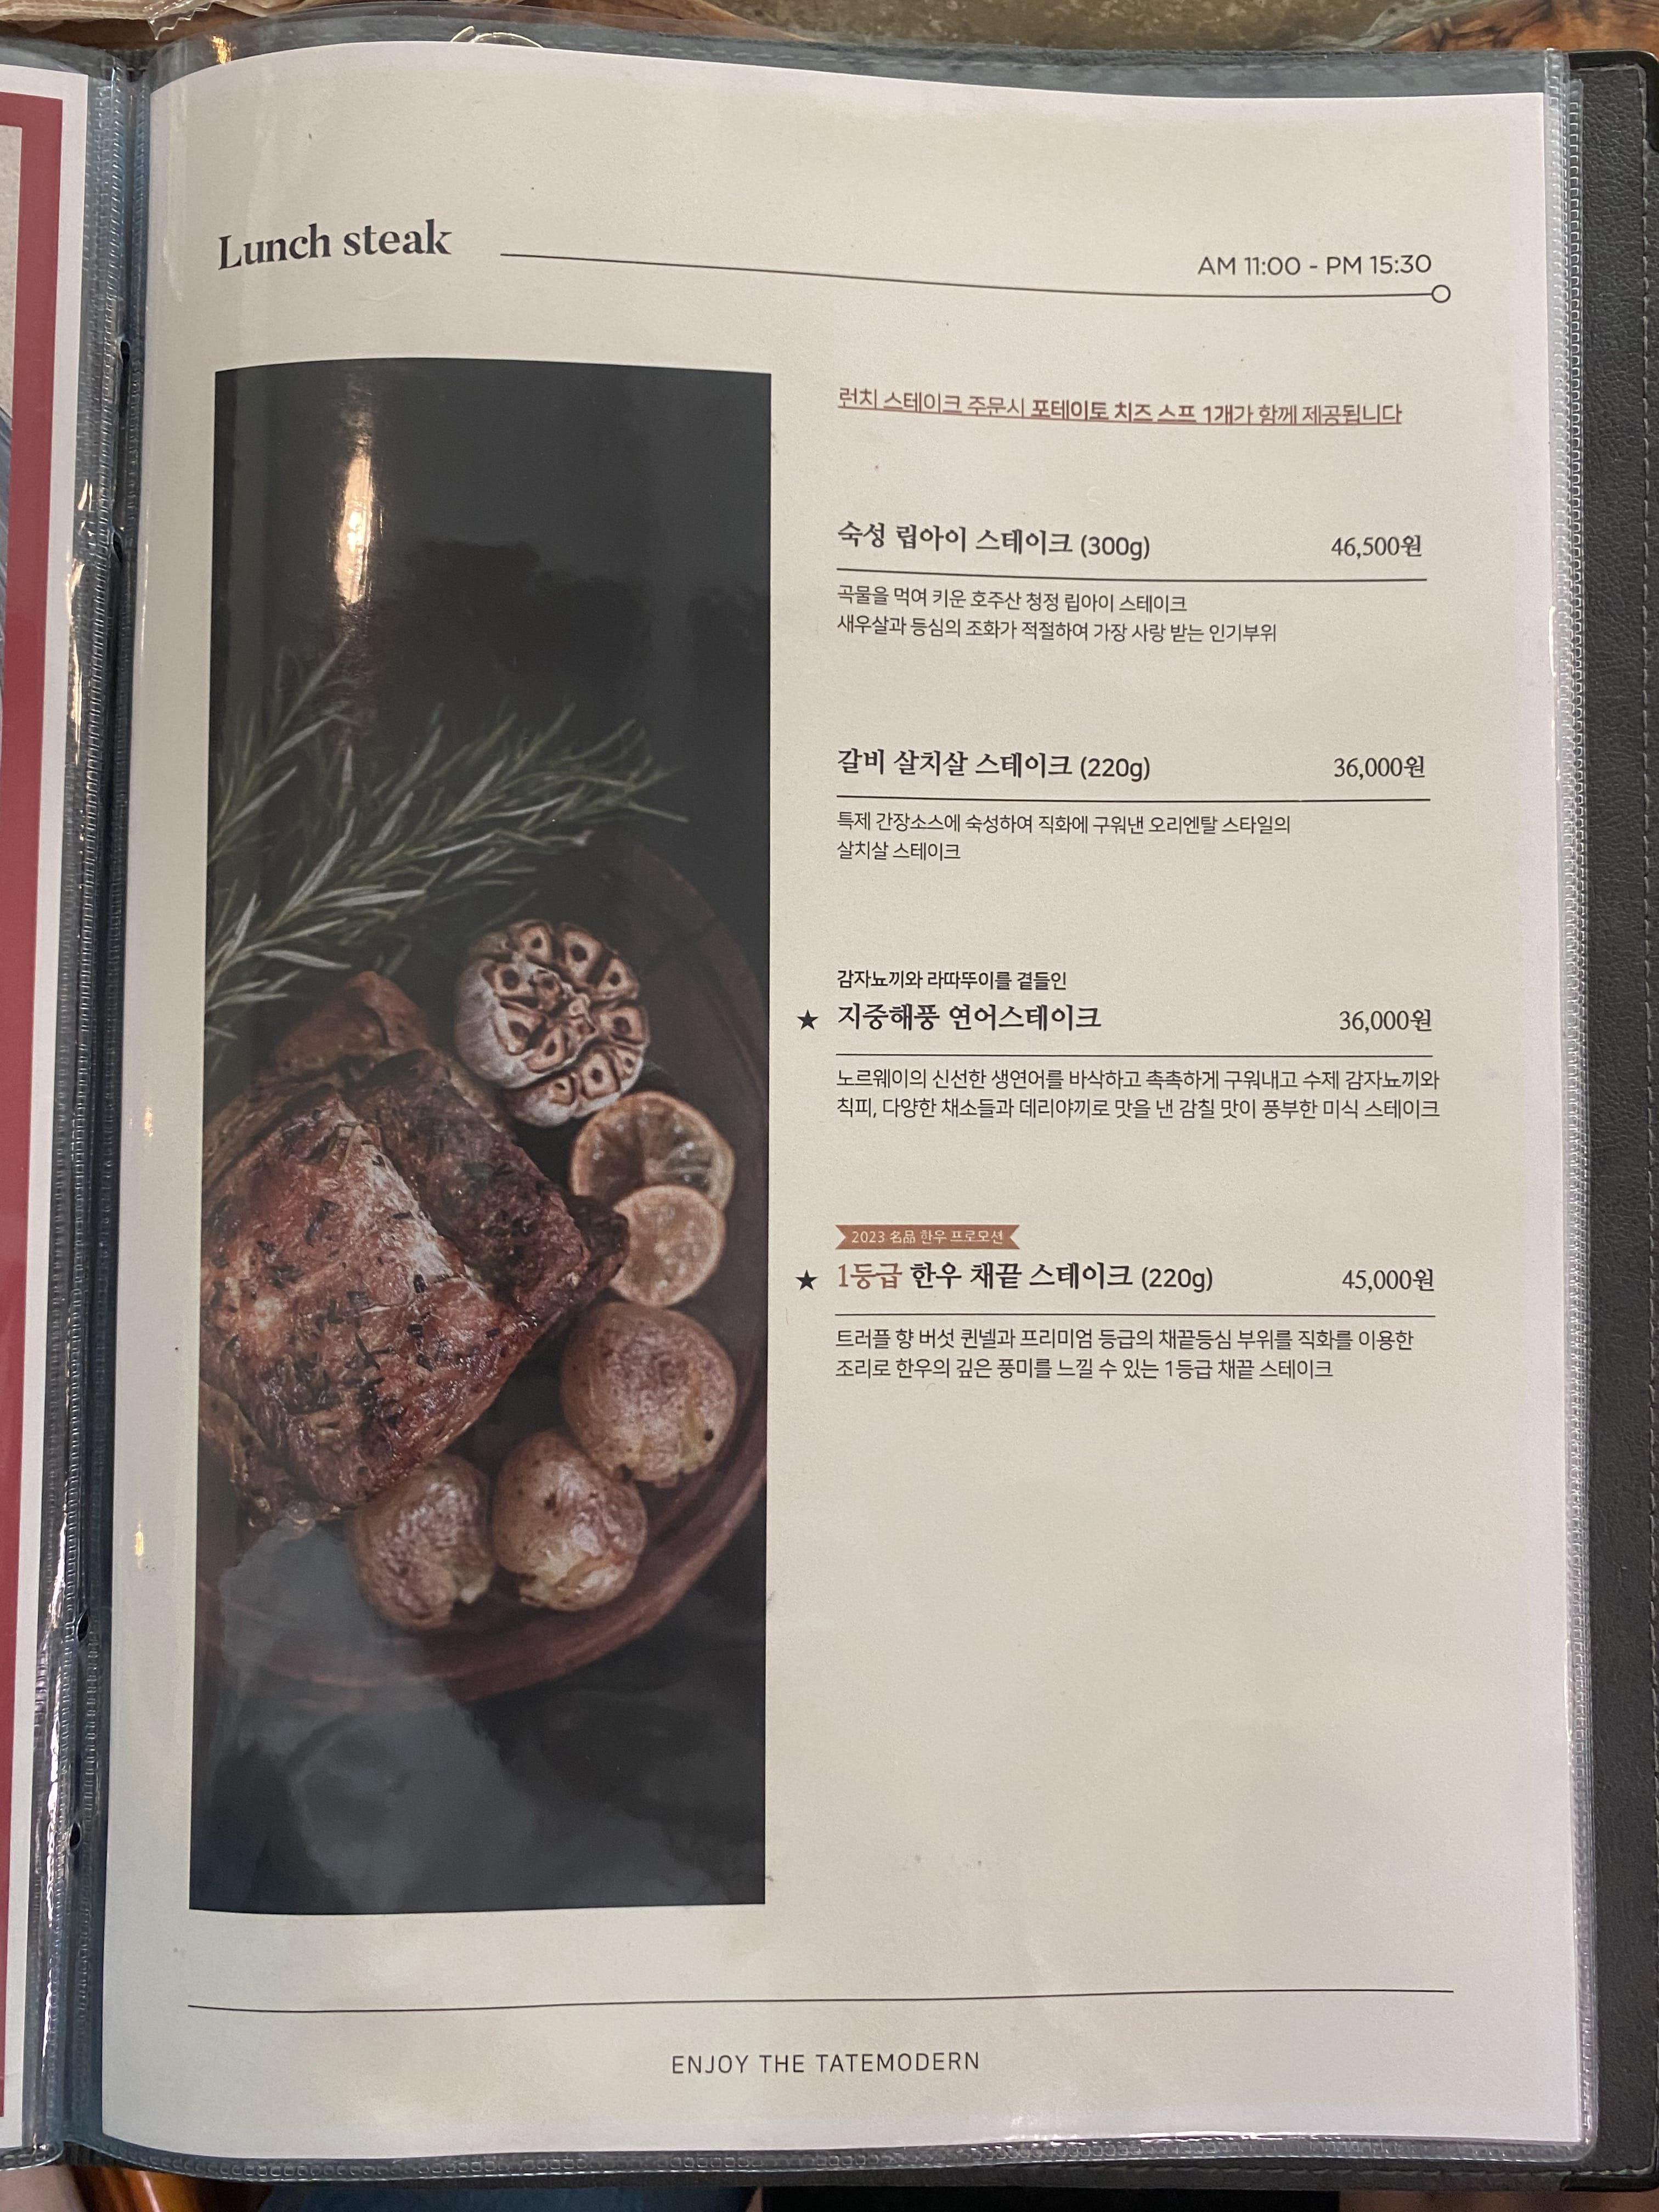 Lunch steak
AM 11:00 - PM 15:30
런치 스테이크 주문시 포테이토 치즈 스프 1개가 함께 제공됩니다
숙성 립아이 스테이크 (300g) 46,500원
곡물을 먹여 키운 호주산 청정 립아이 스테이크
새우살과 등심의 조화가 적절하여 가장 사랑 받는 인기부위
갈비 살치살 스테이크 (220g) 36,000원
특제 간장소스에 숙성하여 직화에 구워낸 오리엔탈 스타일의
살치살 스테이크
감자뇨끼와 라따뚜이를 곁들인
★ 지중해풍 연어스테이크 36,000원
노르웨이의 신선한 생연어를 바삭하고 촉촉하게 구워내고 수제 감자뇨끼와
칙피, 다양한 채소들과 데리야끼로 맛을 낸 감칠 맛이 풍부한 미식 스테이크
2023 名品 한우 프로모션
★ 1등급 한우 채끝 스테이크 (220g) 45,000원
트러플 향 버섯 퀸넬과 프리미엄 등급의 채끝등심 부위를 직화를 이용한
조리로 한우의 깊은 풍미를 느낄 수 있는 1등급 채끝 스테이크
ENJOY THE TATEMODERN